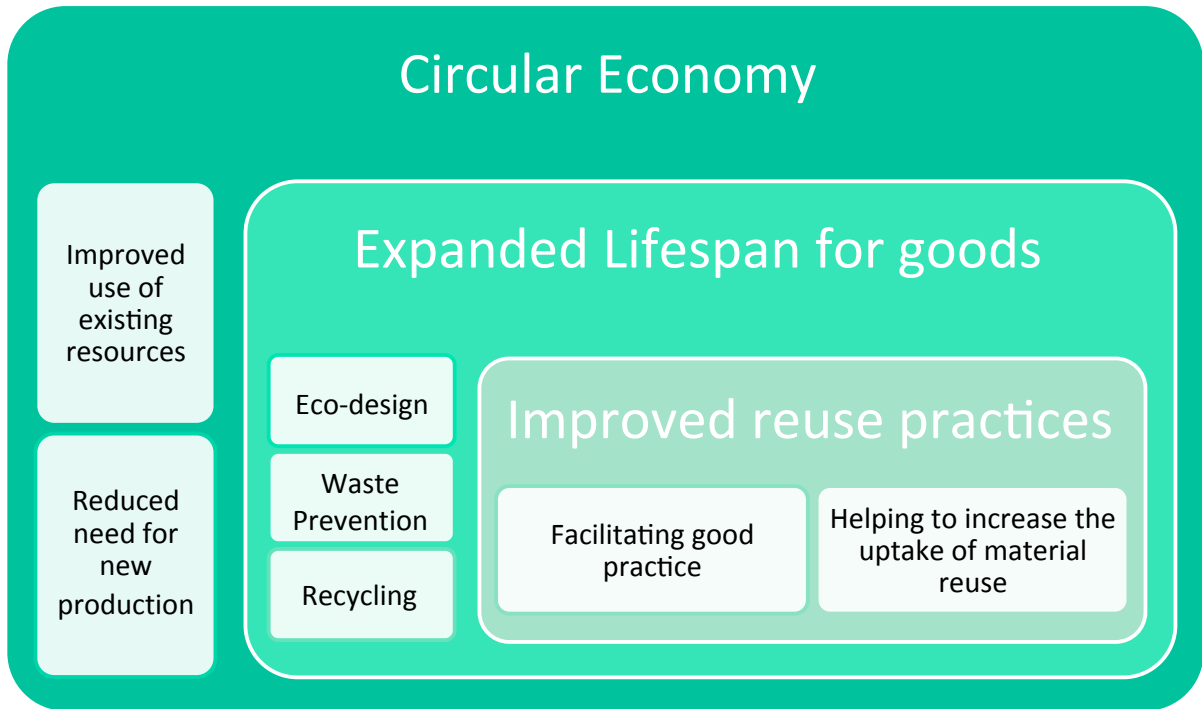 Circular Economy
Improved
use of
existing
resources
Reduced
need for
new
production
Expanded Lifespan for goods
Eco-design
Waste
Prevention
Recycling
Improved reuse practices
Facilitating good
practice
Helping to increase the
uptake of material
reuse